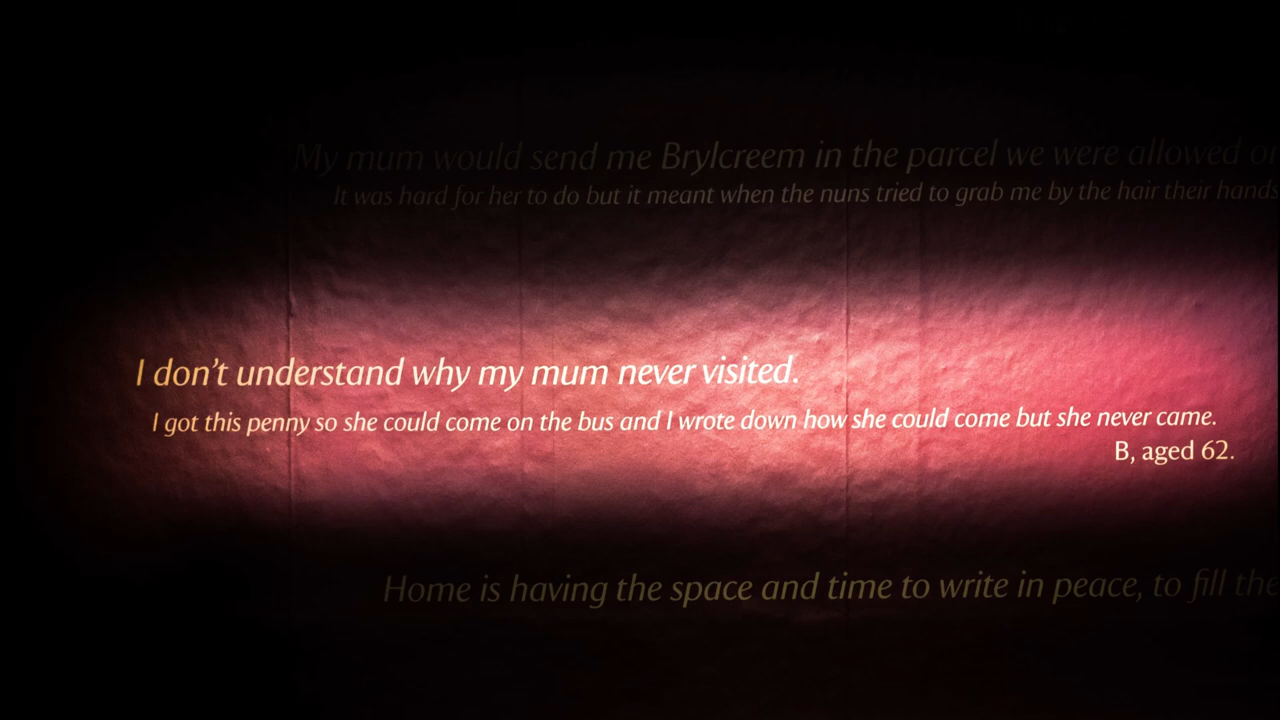 My mum would send me Brylcreem in the parcel we were allowed
It was hard for her to do but it meant when the nuns tried to grab me by the hair their hands
I don't understand why my mum never visited.
I got this penny so she could come on the bus and I wrote down how she could come but she never came.
B, aged 62.
Home is having the space and time to write in peace, to fill the